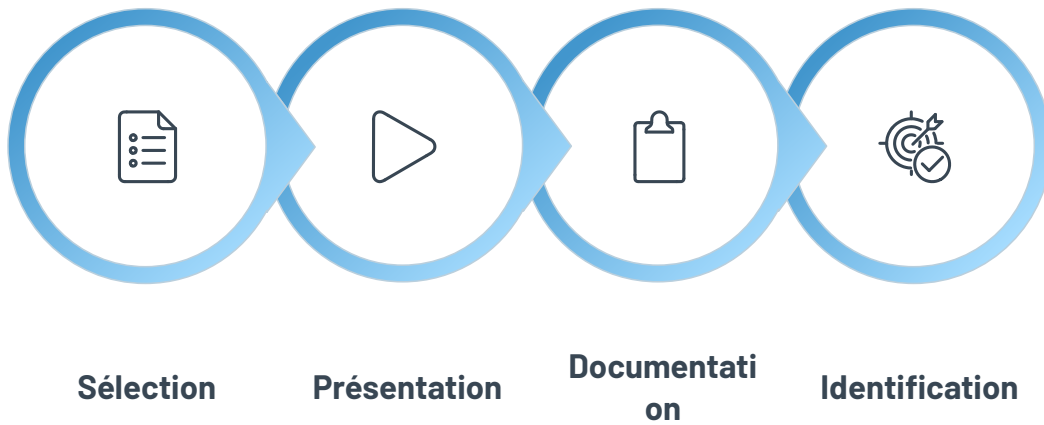 Sélection
Présentation
Documentati
on
Identification